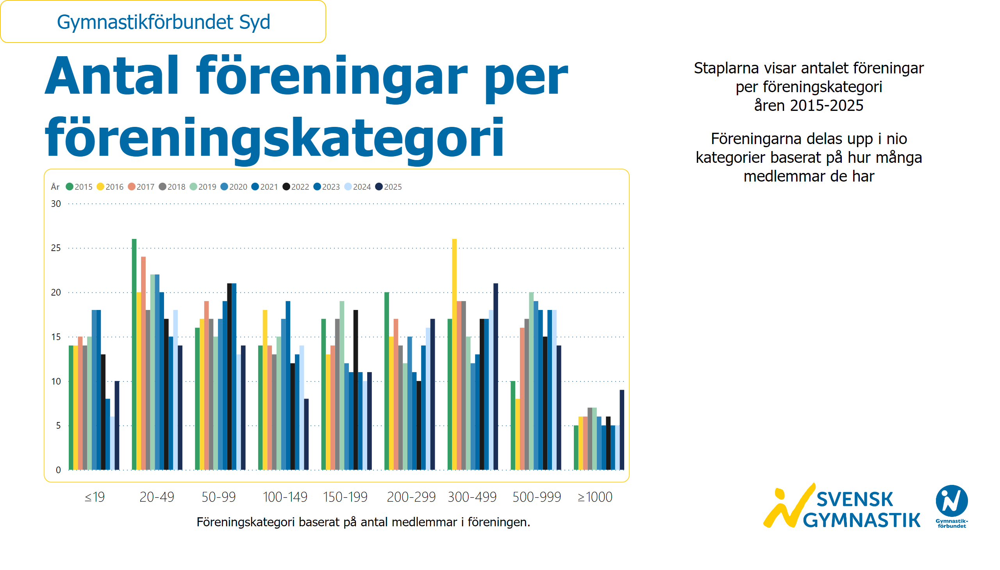 Gymnastikförbundet Syd
Antal föreningar per
föreningskategori
Staplarna visar antalet föreningar
per föreningskategori
åren 2015-2025
Föreningarna delas upp i nio
kategorier baserat på hur många
medlemmar de har
År 2015 2016 2017 2018 2019 2020 2021 2022 2023 2024 2025
30
25
20
15
10
5
0
≤19 20-49 50-99 100-149 150-199 200-299 300-499 500-999 ≥1000
Föreningskategori baserat på antal medlemmar i föreningen.
SVENSK
GYMNASTIK
Gymnastik-
förbundet